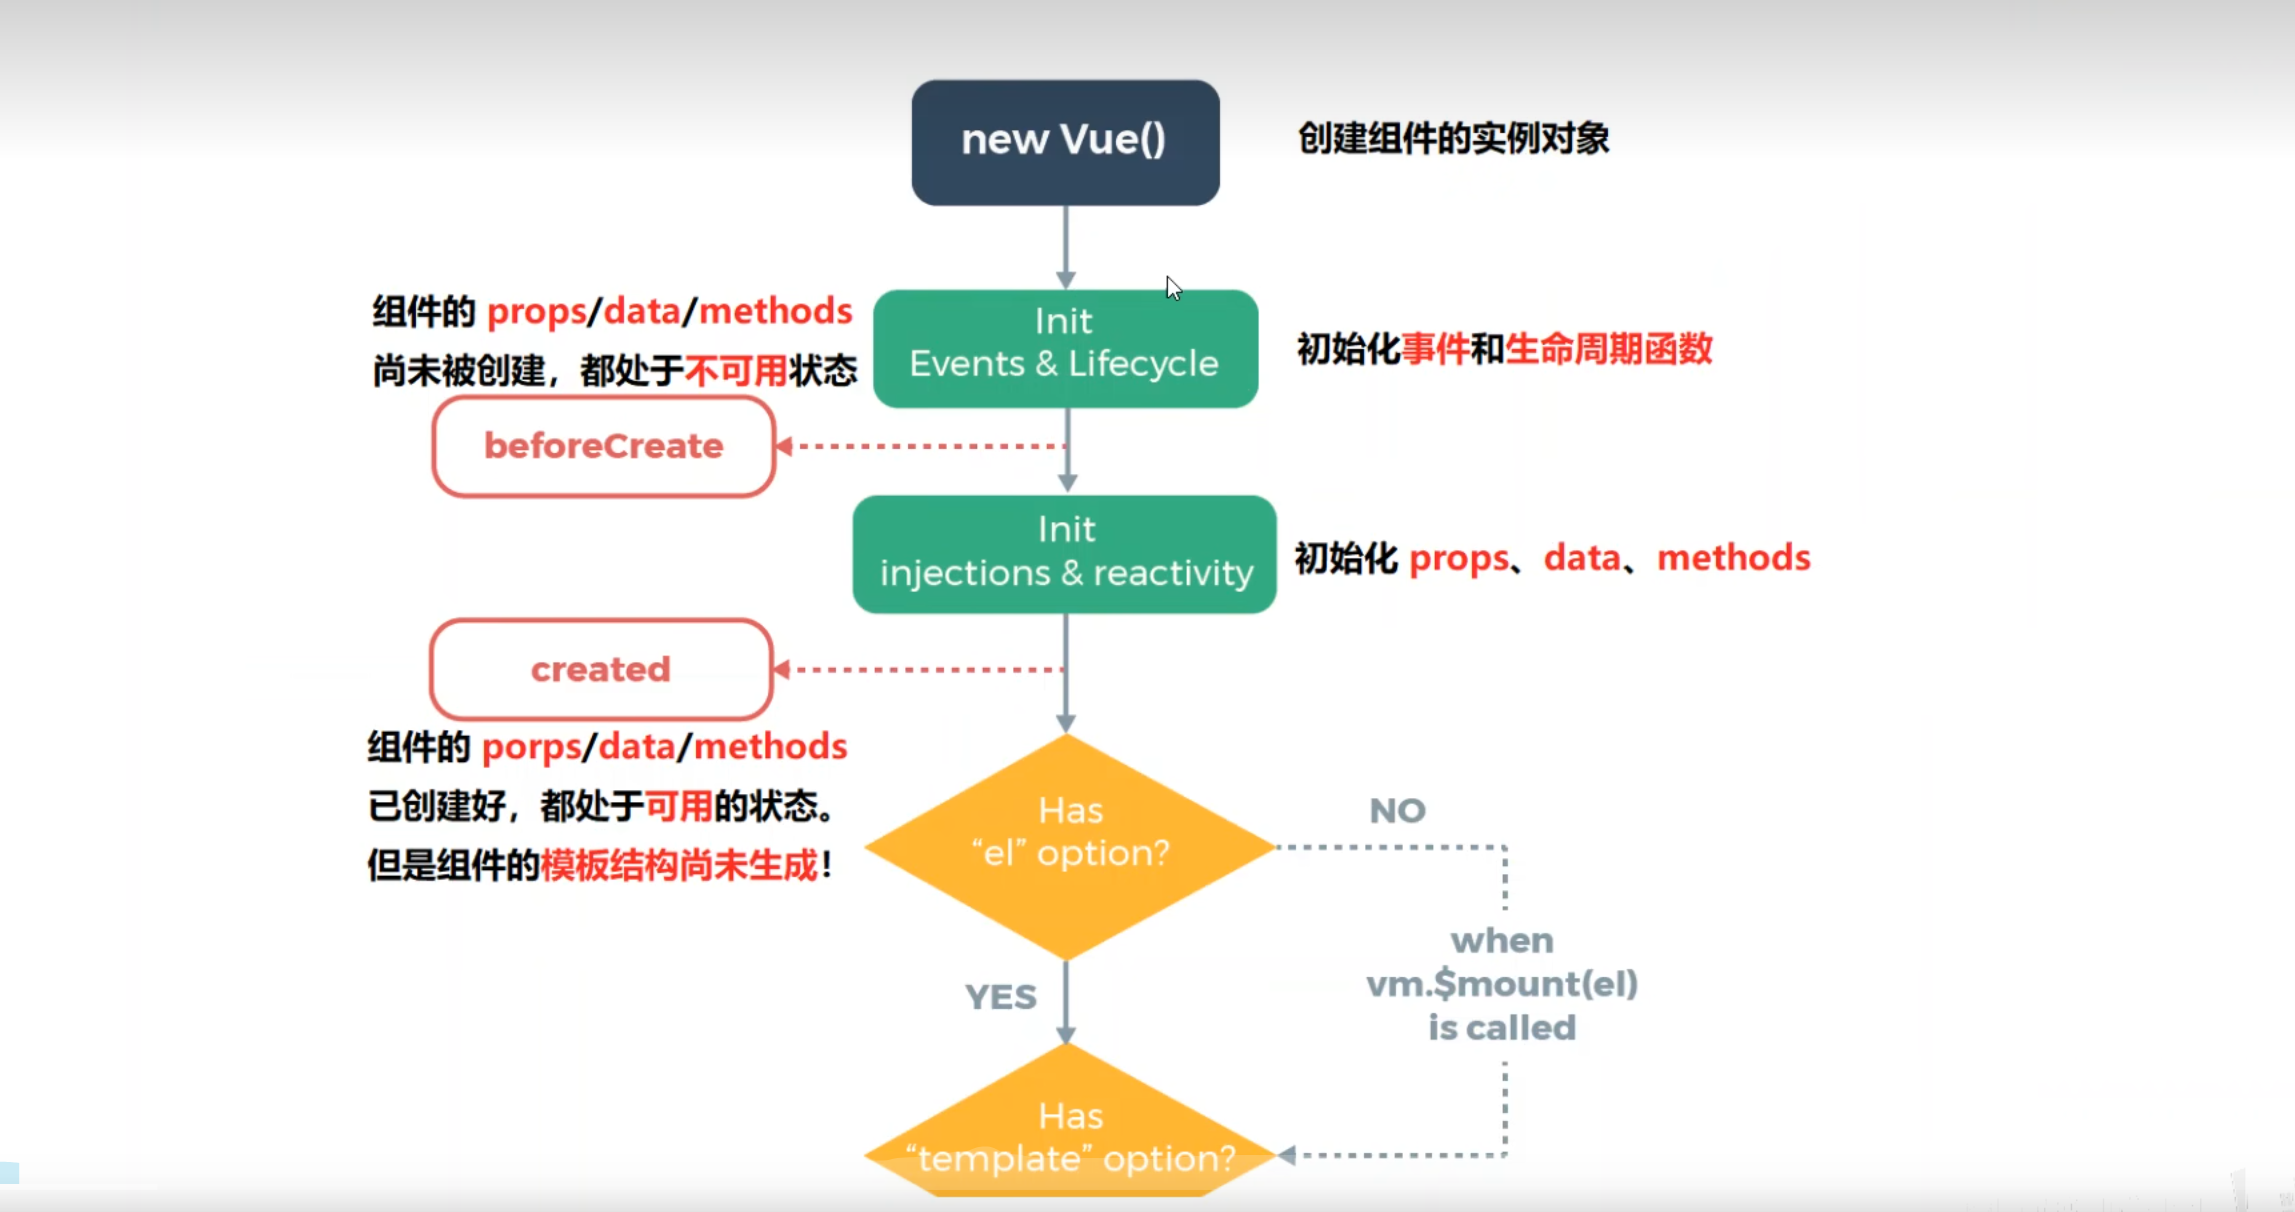 new Vue()
创建组件的实例对象
组件的 props/data/methods
尚未被创建，都处于不可用状态
Init
Events & Lifecycle
初始化事件和生命周期函数
beforeCreate
Init
injections & reactivity
初始化 props、data、methods
created
组件的 porps/data/methods
已创建好，都处于可用的状态。
但是组件的模板结构尚未生成！
Has
“el” option?
NO
when
vm.$mount(el)
is called
YES
Has
“template” option?